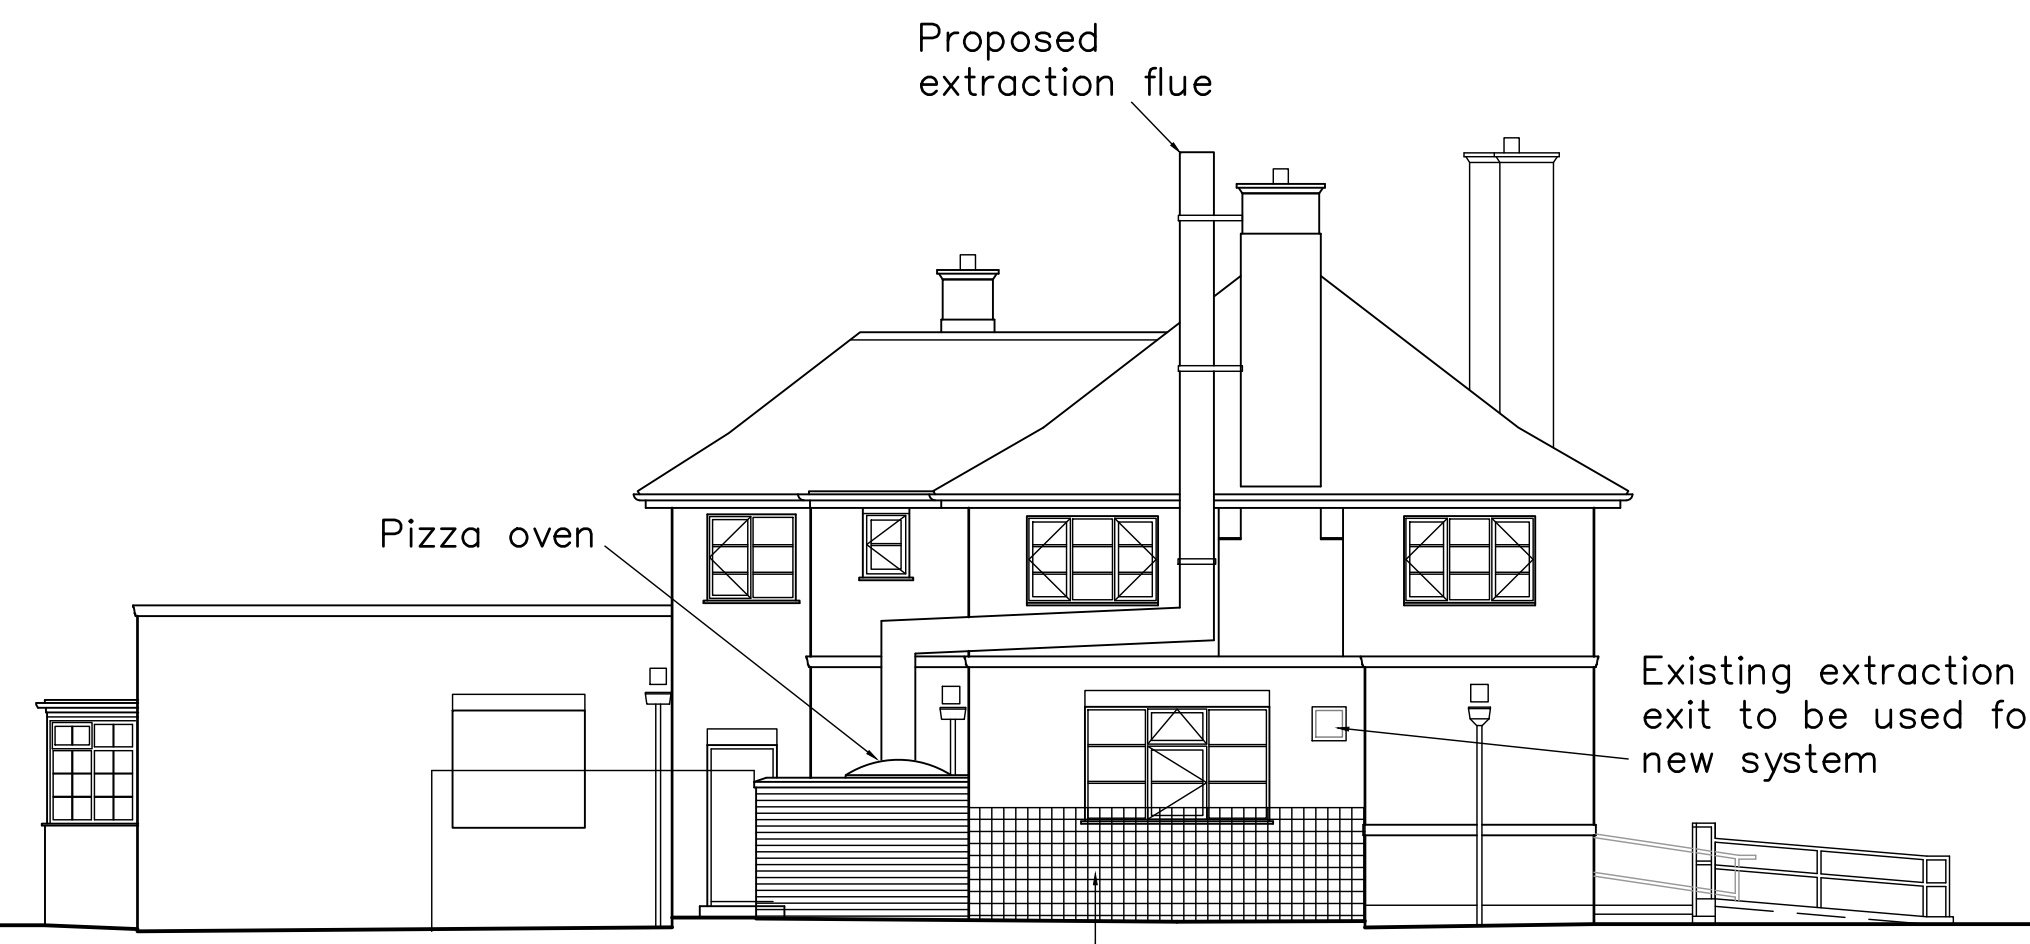 Proposed
extraction flue
Pizza oven
Existing extraction
exit to be used fo
new system